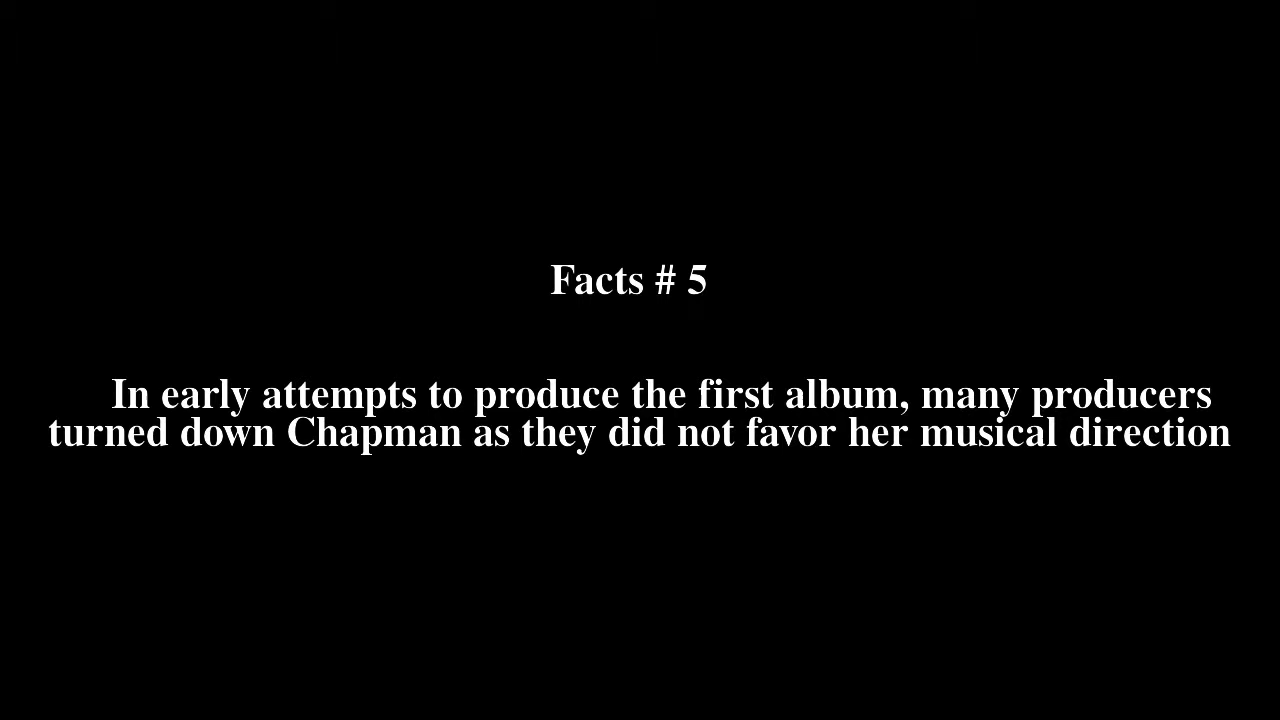 Facts # 5
In early attempts to produce the first album, many producers
turned down Chapman as they did not favor her musical direction